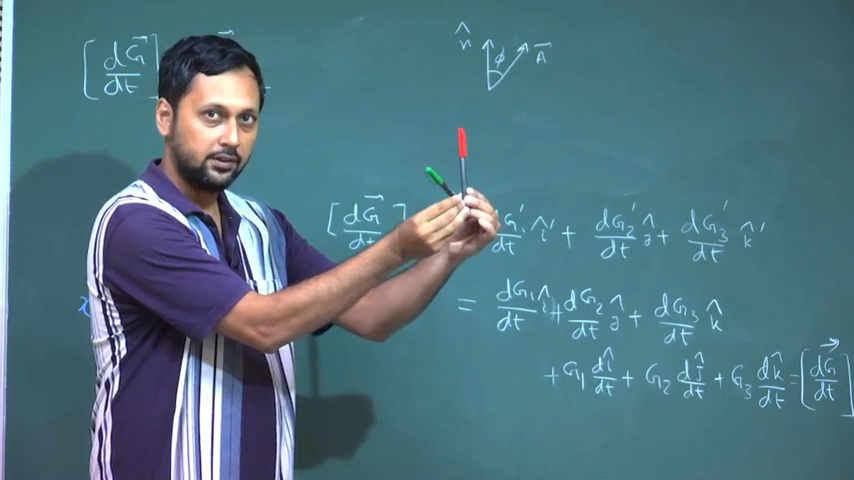 n̂ φ A⃗
[dG⃗/dt]
[dG⃗/dt] dG₁'/dt î' + dG₂'/dt ĵ + dG₃'/dt k̂'
= dG₁/dt î + dG₂/dt ĵ + dG₃/dt k̂
+ G₁ dî/dt + G₂ dĵ/dt + G₃ dk̂/dt = [dG⃗/dt]